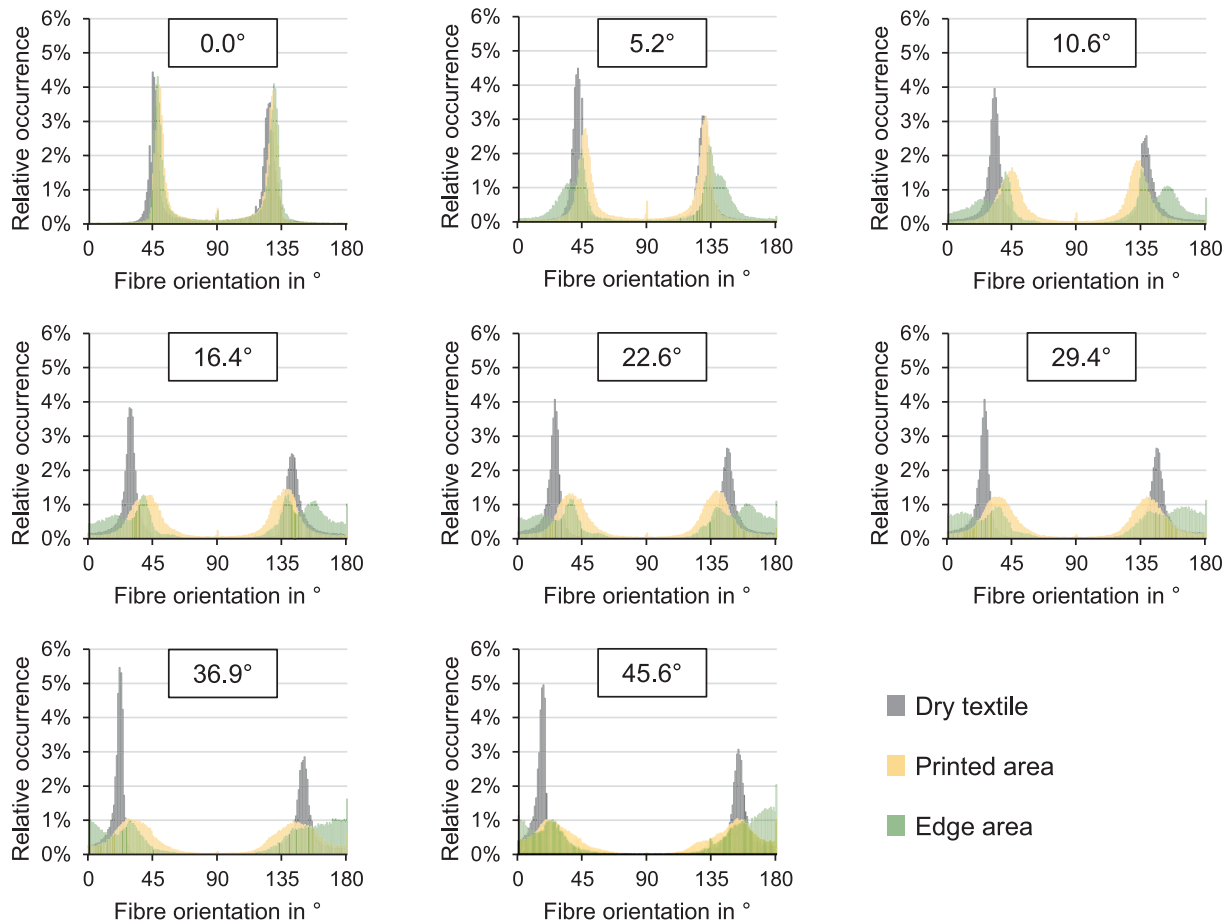 6%
5%
4%
3%
2%
1%
0%
Relative occurrence
0.0°
0 45 90 135 180
Fibre orientation in °
6%
5%
4%
3%
2%
1%
0%
Relative occurrence
5.2°
0 45 90 135 180
Fibre orientation in °
6%
5%
4%
3%
2%
1%
0%
Relative occurrence
10.6°
0 45 90 135 180
Fibre orientation in °
6%
5%
4%
3%
2%
1%
0%
Relative occurrence
16.4°
0 45 90 135 180
Fibre orientation in °
6%
5%
4%
3%
2%
1%
0%
Relative occurrence
22.6°
0 45 90 135 180
Fibre orientation in °
6%
5%
4%
3%
2%
1%
0%
Relative occurrence
29.4°
0 45 90 135 180
Fibre orientation in °
6%
5%
4%
3%
2%
1%
0%
Relative occurrence
36.9°
0 45 90 135 180
Fibre orientation in °
6%
5%
4%
3%
2%
1%
0%
Relative occurrence
45.6°
0 45 90 135 180
Fibre orientation in °
Dry textile
Printed area
Edge area